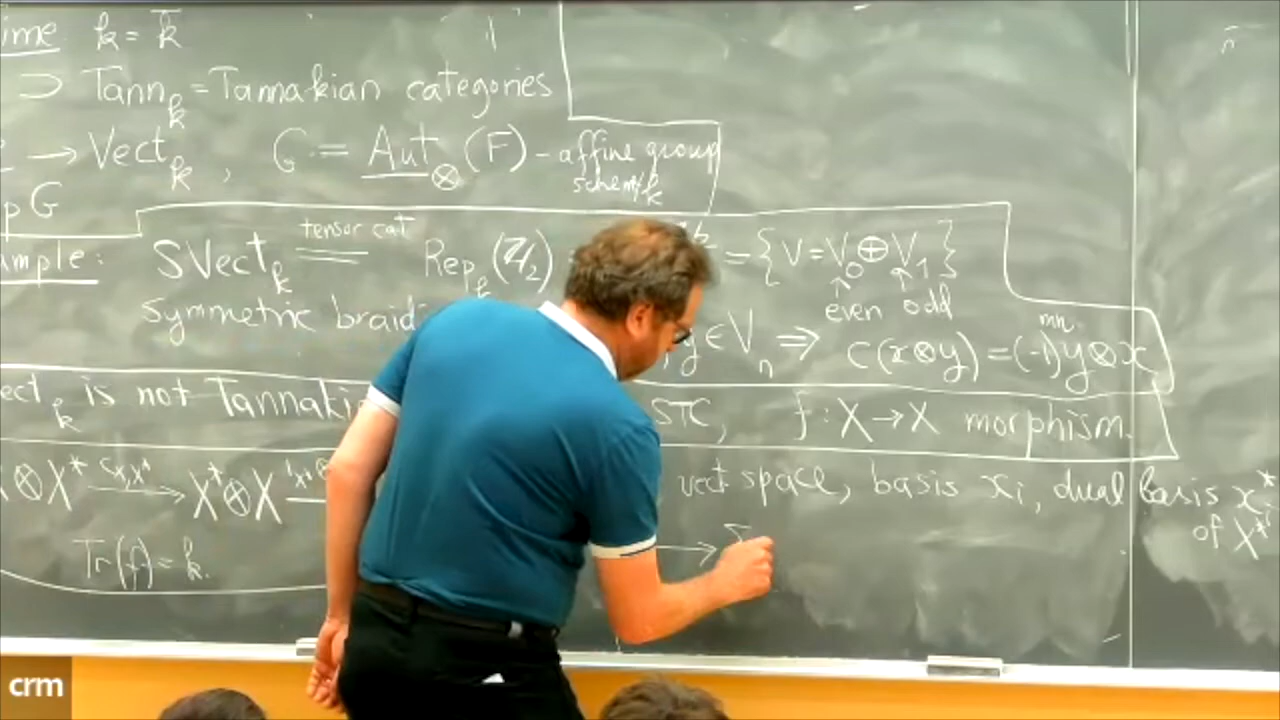 ime k = k̄
⊃ Tann_k = Tannakian categories
→ Vect_k, G := Aut_⊗(F) - affine group
scheme/k
p G
ample: SVect_k tensor cat Rep_k(Z/2) = {V = V_0 ⊕ V_1}
even odd
Symmetric braid y ∈ V_n ⇒ c(x⊗y) = (-1)^{mn} y⊗x
ect_k is not Tannaki STC, f: X → X morphism.
⊗X* → X*⊗X vect space, basis x_i, dual basis x_i*
of X*
Tr(f) = k. → Σ
crm